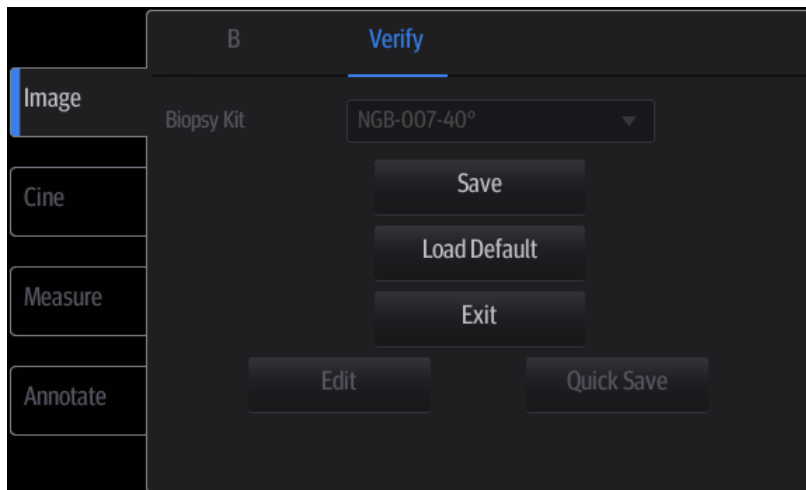 B
Verify
Image
Biopsy Kit
NGB-007-40°
Save
Cine
Load Default
Measure
Exit
Edit
Quick Save
Annotate